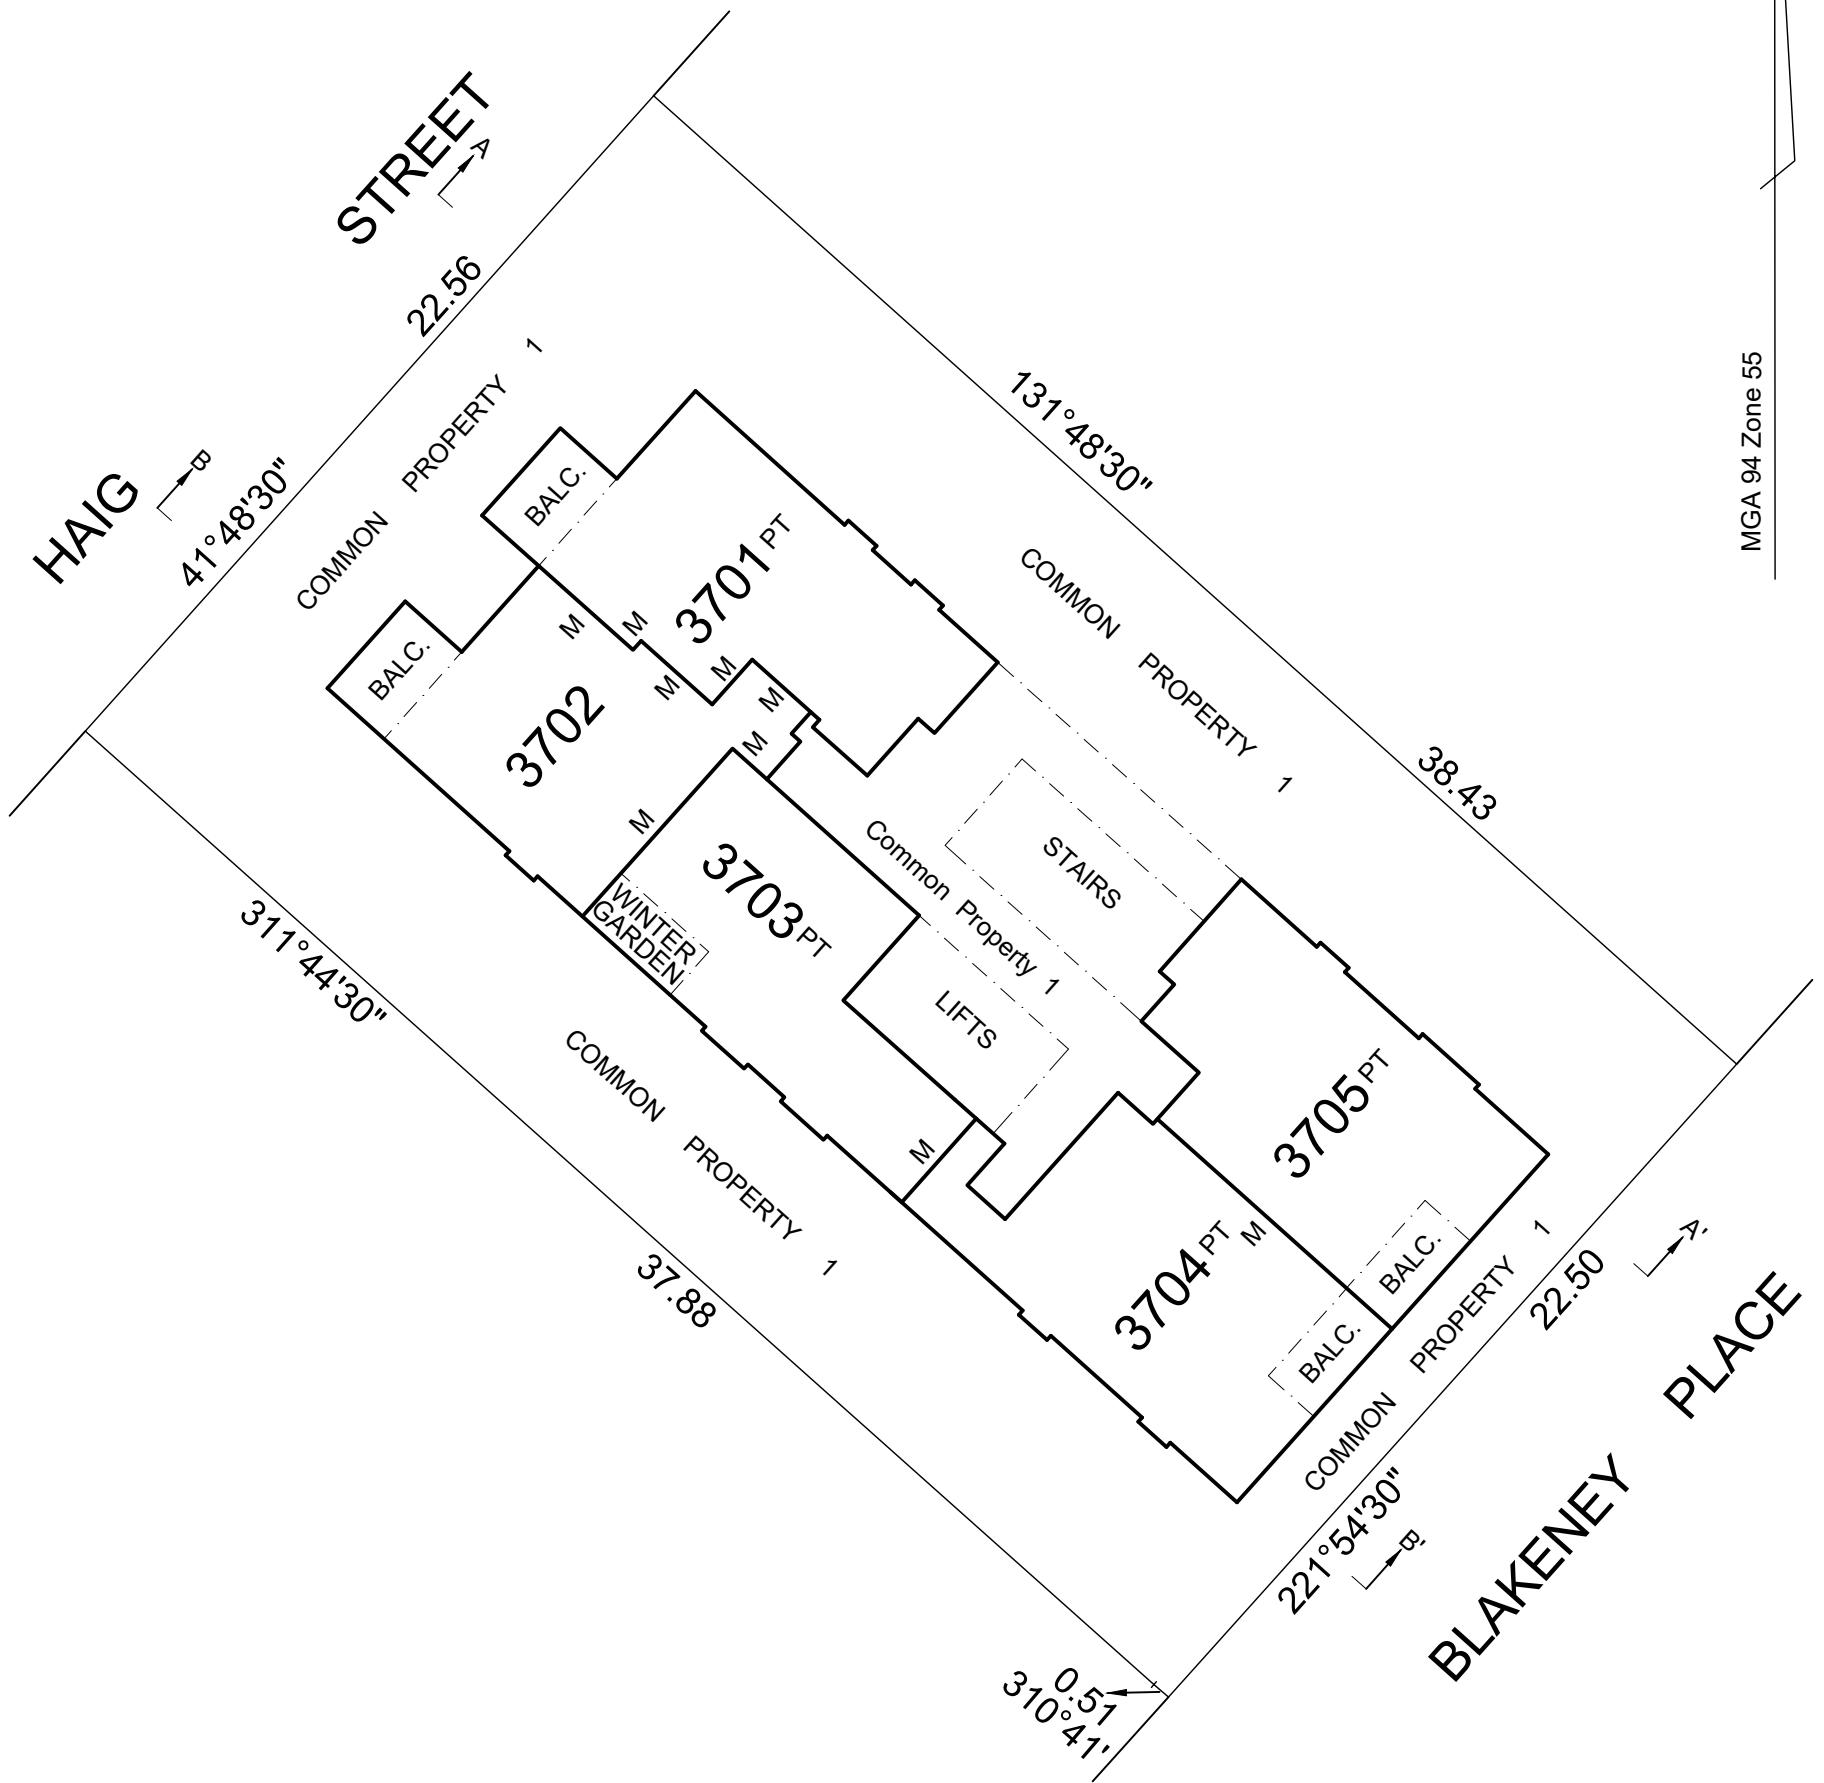 HAIG STREET
A
B
22.56
41°48'30"
COMMON PROPERTY 1
131°48'30"
38.43
COMMON PROPERTY 1
MGA 94 Zone 55
BALC.
3701 PT
M
M
M
M
M
M
BALC.
3702
M
3703 PT
WINTER
GARDEN
Common Property 1
STAIRS
LIFTS
M
3705 PT
BALC.
3704 PT
M
BALC.
311°44'30"
37.88
COMMON PROPERTY 1
COMMON PROPERTY 1
22.50
221°54'30"
A'
B'
BLAKENEY PLACE
0.51
310°41'